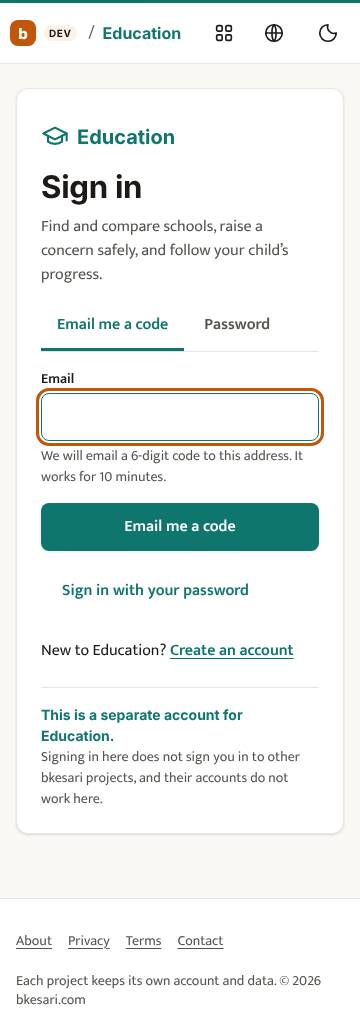 b DEV / Education
Education
Sign in
Find and compare schools, raise a
concern safely, and follow your child's
progress.
Email me a code Password
Email
We will email a 6-digit code to this address. It
works for 10 minutes.
Email me a code
Sign in with your password
New to Education? Create an account
This is a separate account for
Education.
Signing in here does not sign you in to other
bkesari projects, and their accounts do not
work here.
About Privacy Terms Contact
Each project keeps its own account and data. © 2026
bkesari.com